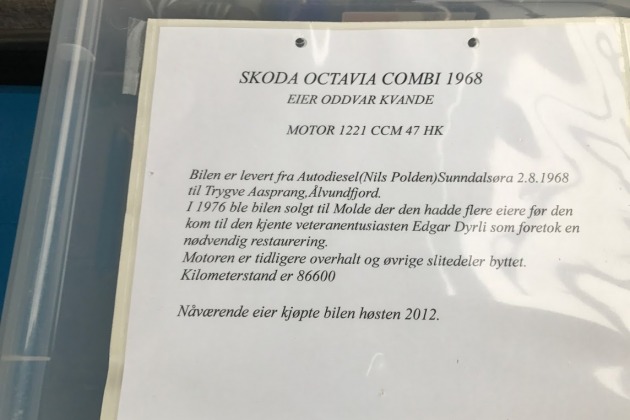 SKODA OCTAVIA COMBI 1968
EIER ODDVAR KVANDE
MOTOR 1221 CCM 47 HK
Bilen er levert fra Autodiesel(Nils Polden)Sunndalsøra 2.8.1968
til Trygve Aasprang,Ålvundfjord.
I 1976 ble bilen solgt til Molde der den hadde flere eiere før den
kom til den kjente veteranentusiasten Edgar Dyrli som foretok en
nødvendig restaurering.
Motoren er tidligere overhalt og øvrige slitedeler byttet.
Kilometerstand er 86600
Nåværende eier kjøpte bilen høsten 2012.